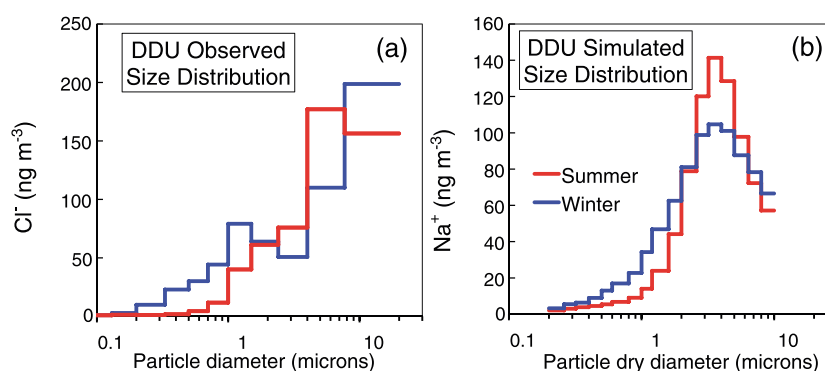 DDU Observed
Size Distribution
(a)
250
200
150
100
50
0
Cl⁻ (ng m⁻³)
0.1
1
10
Particle diameter (microns)
DDU Simulated
Size Distribution
(b)
160
140
120
100
80
60
40
20
0
Na⁺ (ng m⁻³)
Summer
Winter
0.1
1
10
Particle dry diameter (microns)